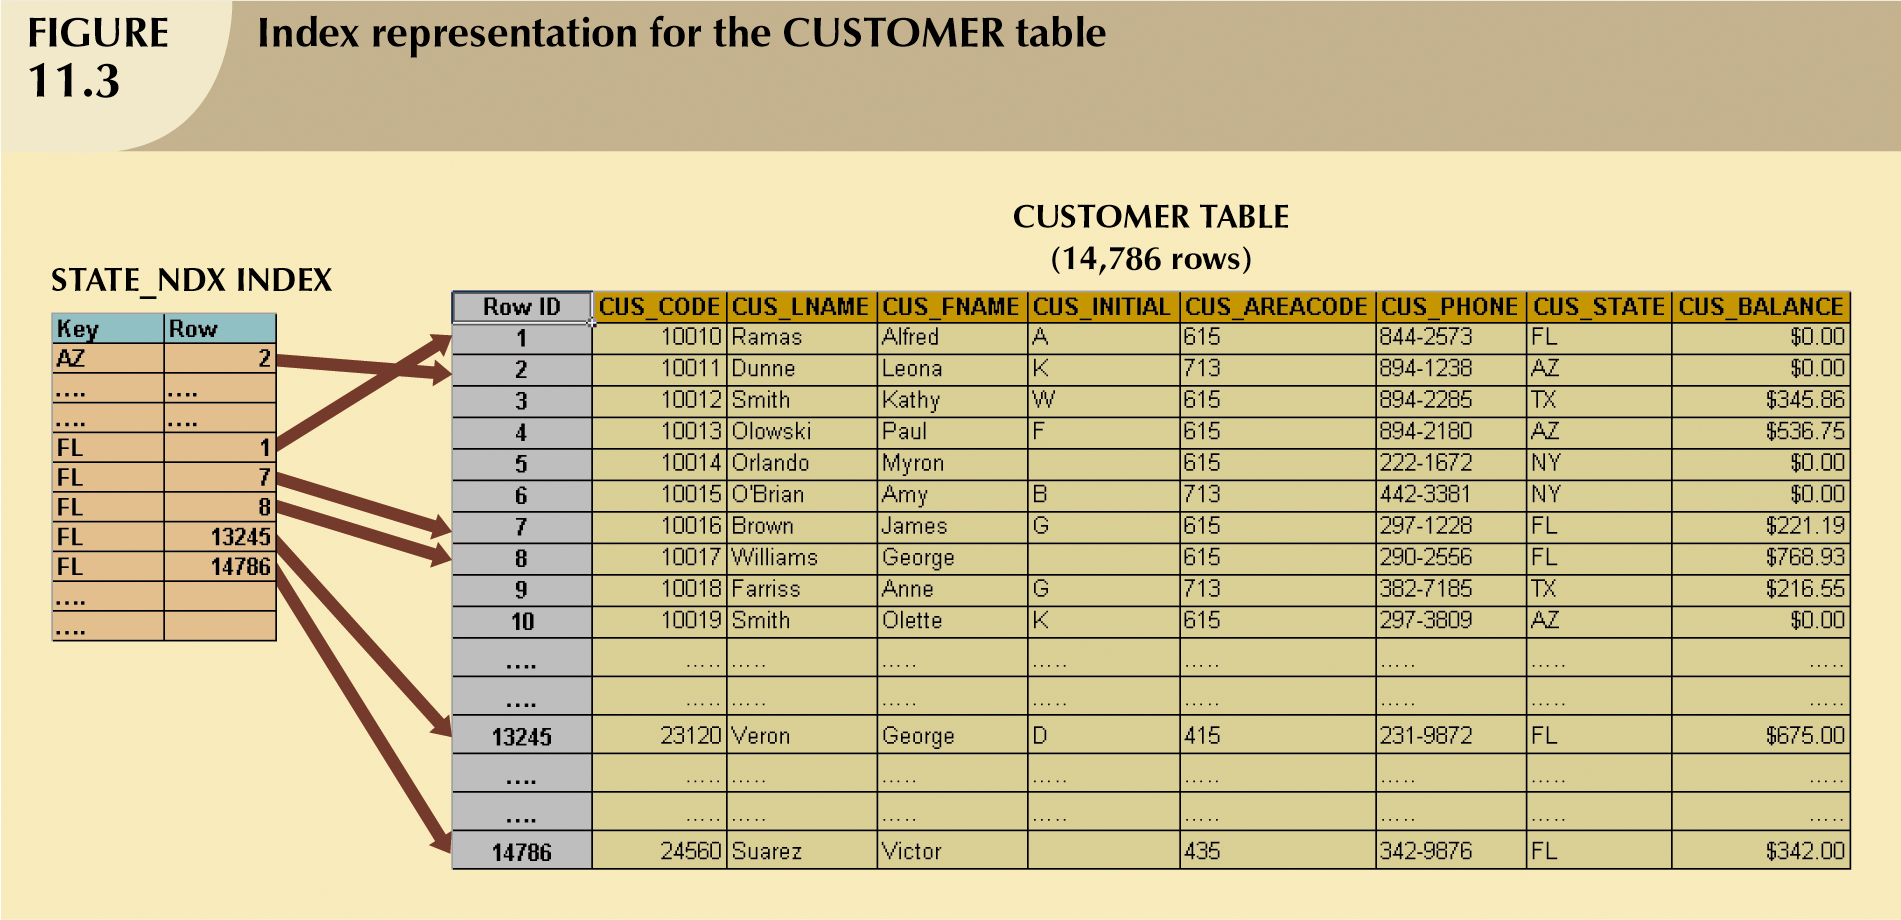 FIGURE 11.3
Index representation for the CUSTOMER table
CUSTOMER TABLE
(14,786 rows)
STATE_NDX INDEX
Key Row
AZ 2
.... ....
.... ....
FL 1
FL 7
FL 8
FL 13245
FL 14786
....
....
Row ID CUS_CODE CUS_LNAME CUS_FNAME CUS_INITIAL CUS_AREACODE CUS_PHONE CUS_STATE CUS_BALANCE
1 10010 Ramas Alfred A 615 844-2573 FL $0.00
2 10011 Dunne Leona K 713 894-1238 AZ $0.00
3 10012 Smith Kathy W 615 894-2285 TX $345.86
4 10013 Olowski Paul F 615 894-2180 AZ $536.75
5 10014 Orlando Myron 615 222-1672 NY $0.00
6 10015 O'Brian Amy B 713 442-3381 NY $0.00
7 10016 Brown James G 615 297-1228 FL $221.19
8 10017 Williams George 615 290-2556 FL $768.93
9 10018 Farriss Anne G 713 382-7185 TX $216.55
10 10019 Smith Olette K 615 297-3809 AZ $0.00
.... ..... ..... ..... ..... ..... ..... ..... .....
.... ..... ..... ..... ..... ..... ..... ..... .....
13245 23120 Veron George D 415 231-9872 FL $675.00
.... ..... ..... ..... ..... ..... ..... ..... .....
.... ..... ..... ..... ..... ..... ..... ..... .....
14786 24560 Suarez Victor 435 342-9876 FL $342.00